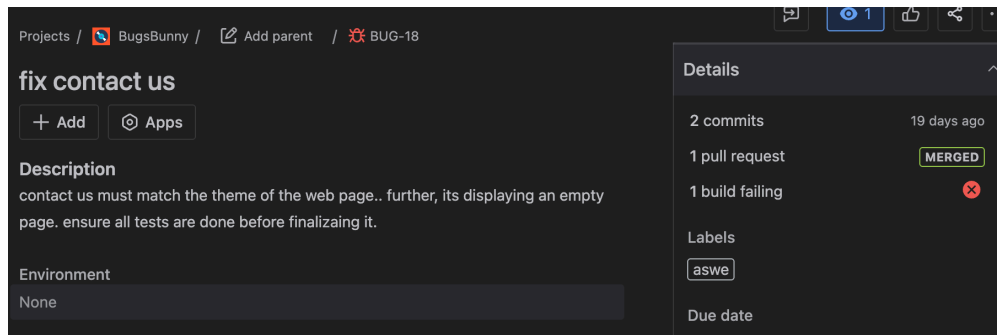 Projects / BugsBunny / Add parent / BUG-18
fix contact us
Add Apps
Description
contact us must match the theme of the web page.. further, its displaying an empty
page. ensure all tests are done before finalizaing it.
Environment
None
1
Details
2 commits 19 days ago
1 pull request MERGED
1 build failing
Labels
aswe
Due date